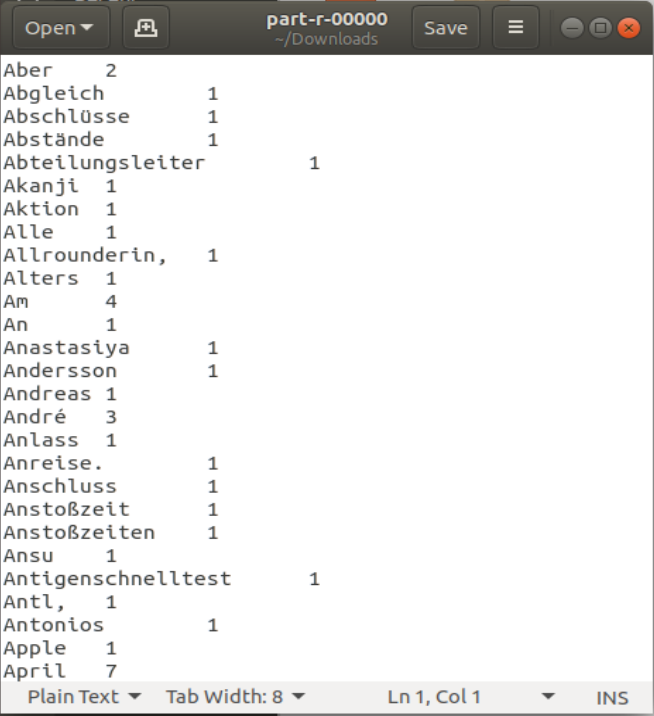 Open
part-r-00000
~/Downloads
Save
Aber 2
Abgleich 1
Abschlüsse 1
Abstände 1
Abteilungsleiter 1
Akanji 1
Aktion 1
Alle 1
Allrounderin, 1
Alters 1
Am 4
An 1
Anastasiya 1
Andersson 1
Andreas 1
André 3
Anlass 1
Anreise. 1
Anschluss 1
Anstoßzeit 1
Anstoßzeiten 1
Ansu 1
Antigenschnelltest 1
Antl, 1
Antonios 1
Apple 1
April 7
Plain Text Tab Width: 8 Ln 1, Col 1 INS